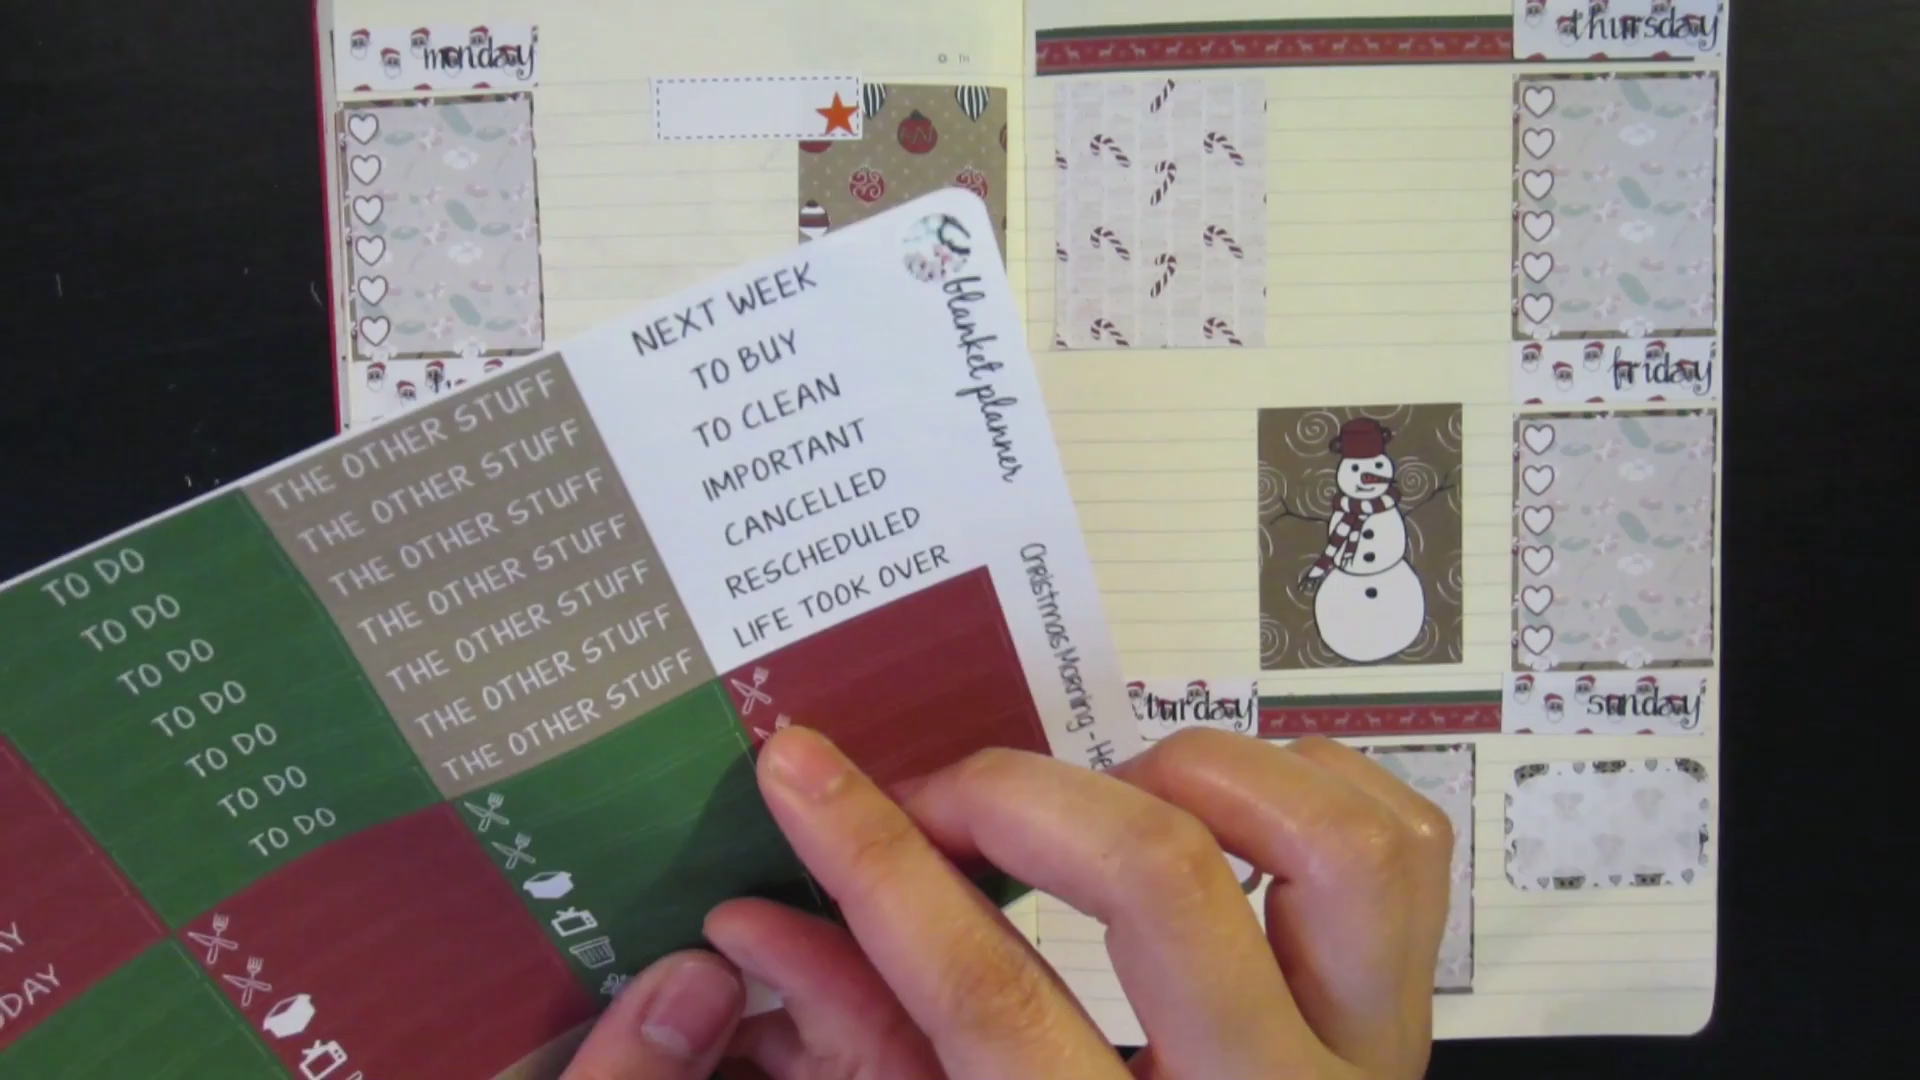 monday
thursday
friday
sunday
NEXT WEEK
TO BUY
TO CLEAN
IMPORTANT
CANCELLED
RESCHEDULED
LIFE TOOK OVER
blanket planner
Christmas Morning - He
THE OTHER STUFF
THE OTHER STUFF
THE OTHER STUFF
THE OTHER STUFF
THE OTHER STUFF
THE OTHER STUFF
THE OTHER STUFF
TO DO
TO DO
TO DO
TO DO
TO DO
TO DO
TO DO